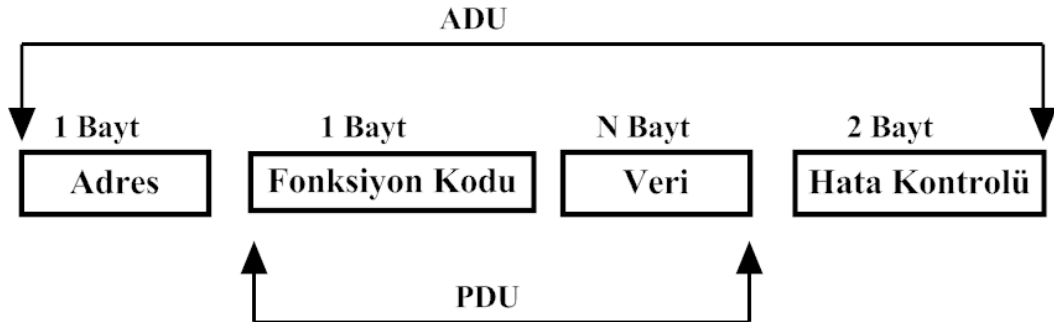 ADU
1 Bayt 1 Bayt N Bayt 2 Bayt
Adres Fonksiyon Kodu Veri Hata Kontrolü
PDU